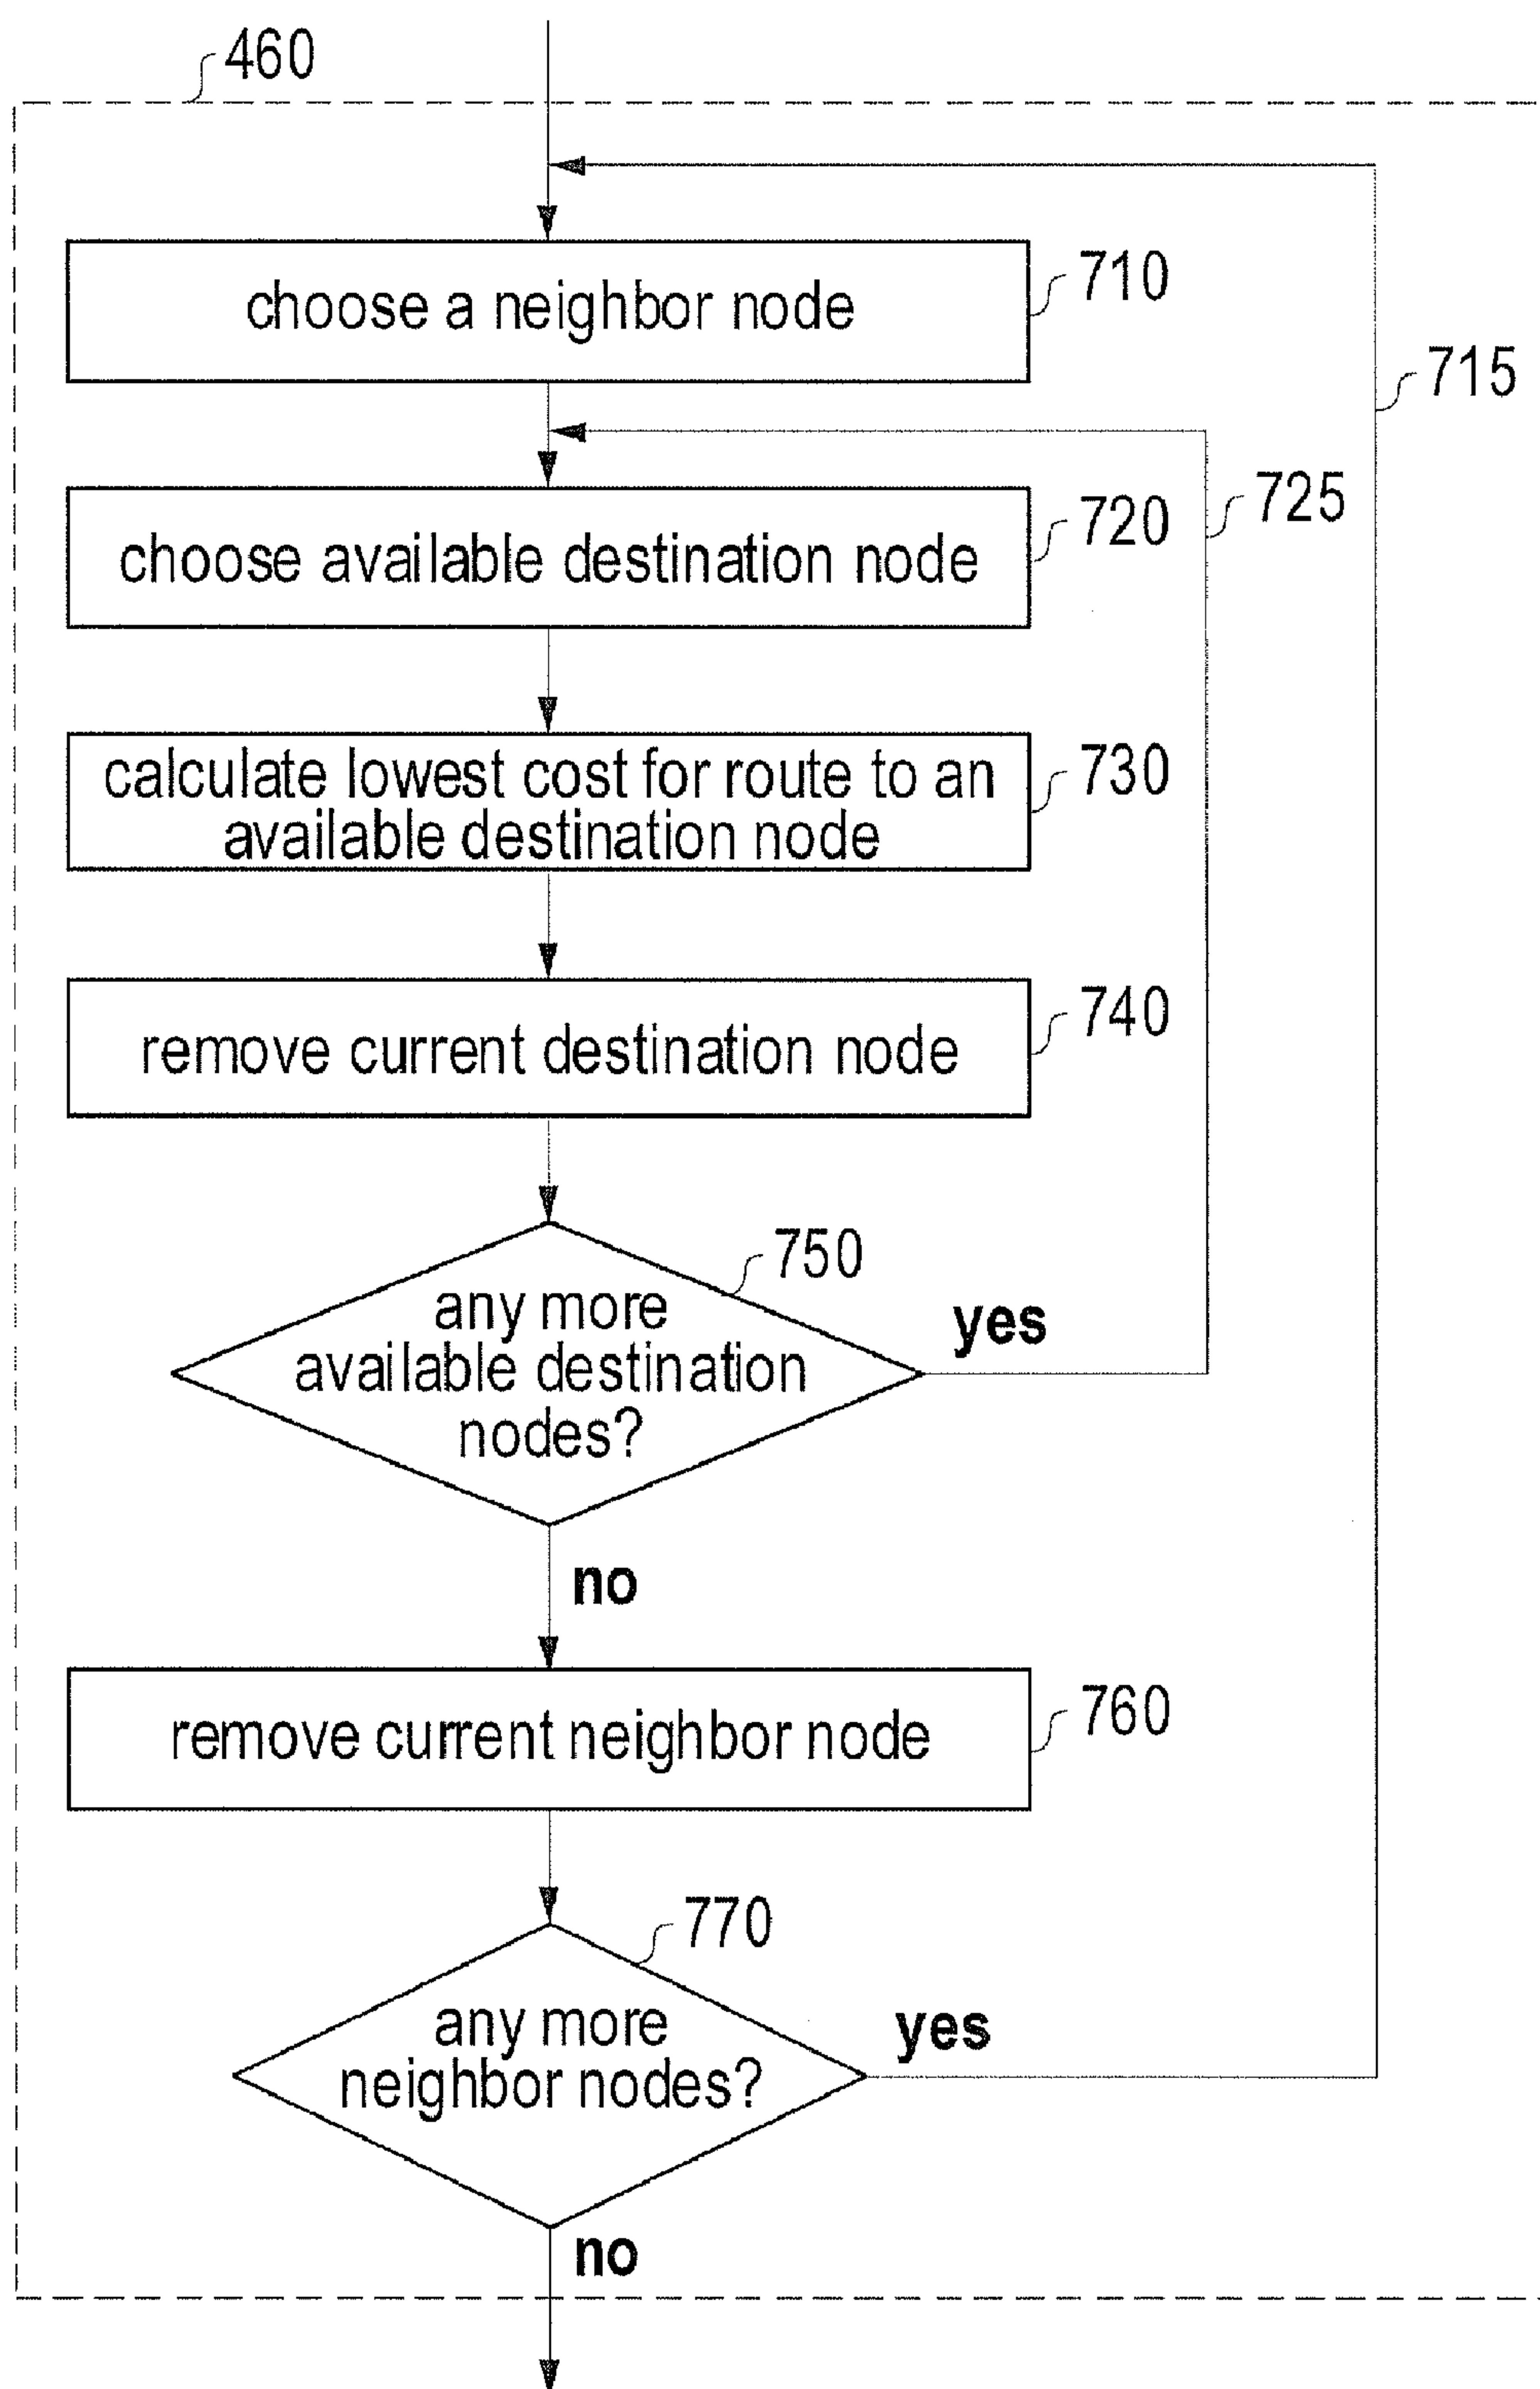 460
choose a neighbor node
710
715
725
choose available destination node
720
calculate lowest cost for route to an
available destination node
730
remove current destination node
740
750
any more
available destination
nodes?
yes
no
remove current neighbor node
760
770
any more
neighbor nodes?
yes
no